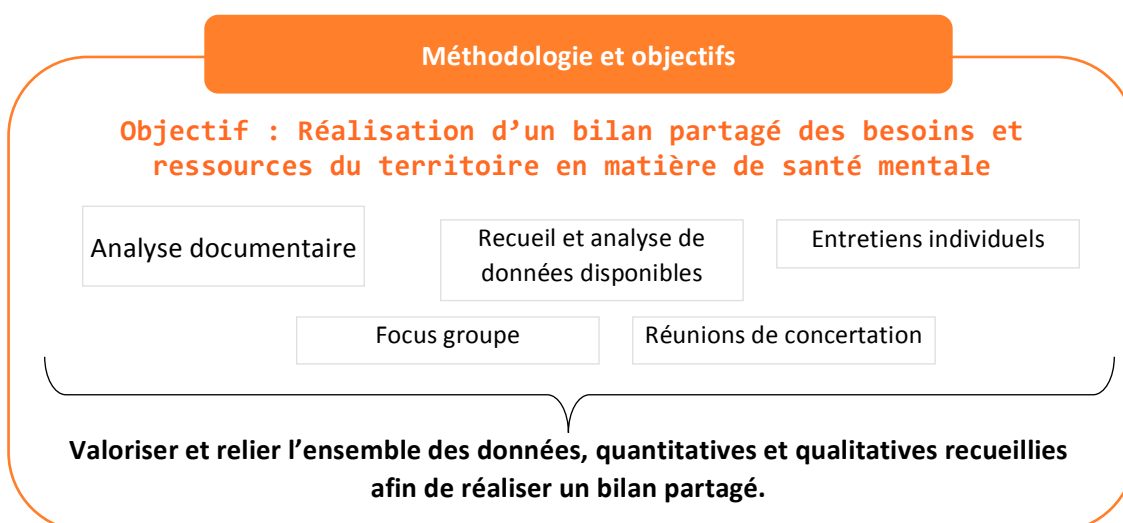 Méthodologie et objectifs
Objectif : Réalisation d’un bilan partagé des besoins et
ressources du territoire en matière de santé mentale
Analyse documentaire
Recueil et analyse de
données disponibles
Entretiens individuels
Focus groupe
Réunions de concertation
Valoriser et relier l’ensemble des données, quantitatives et qualitatives recueillies
afin de réaliser un bilan partagé.